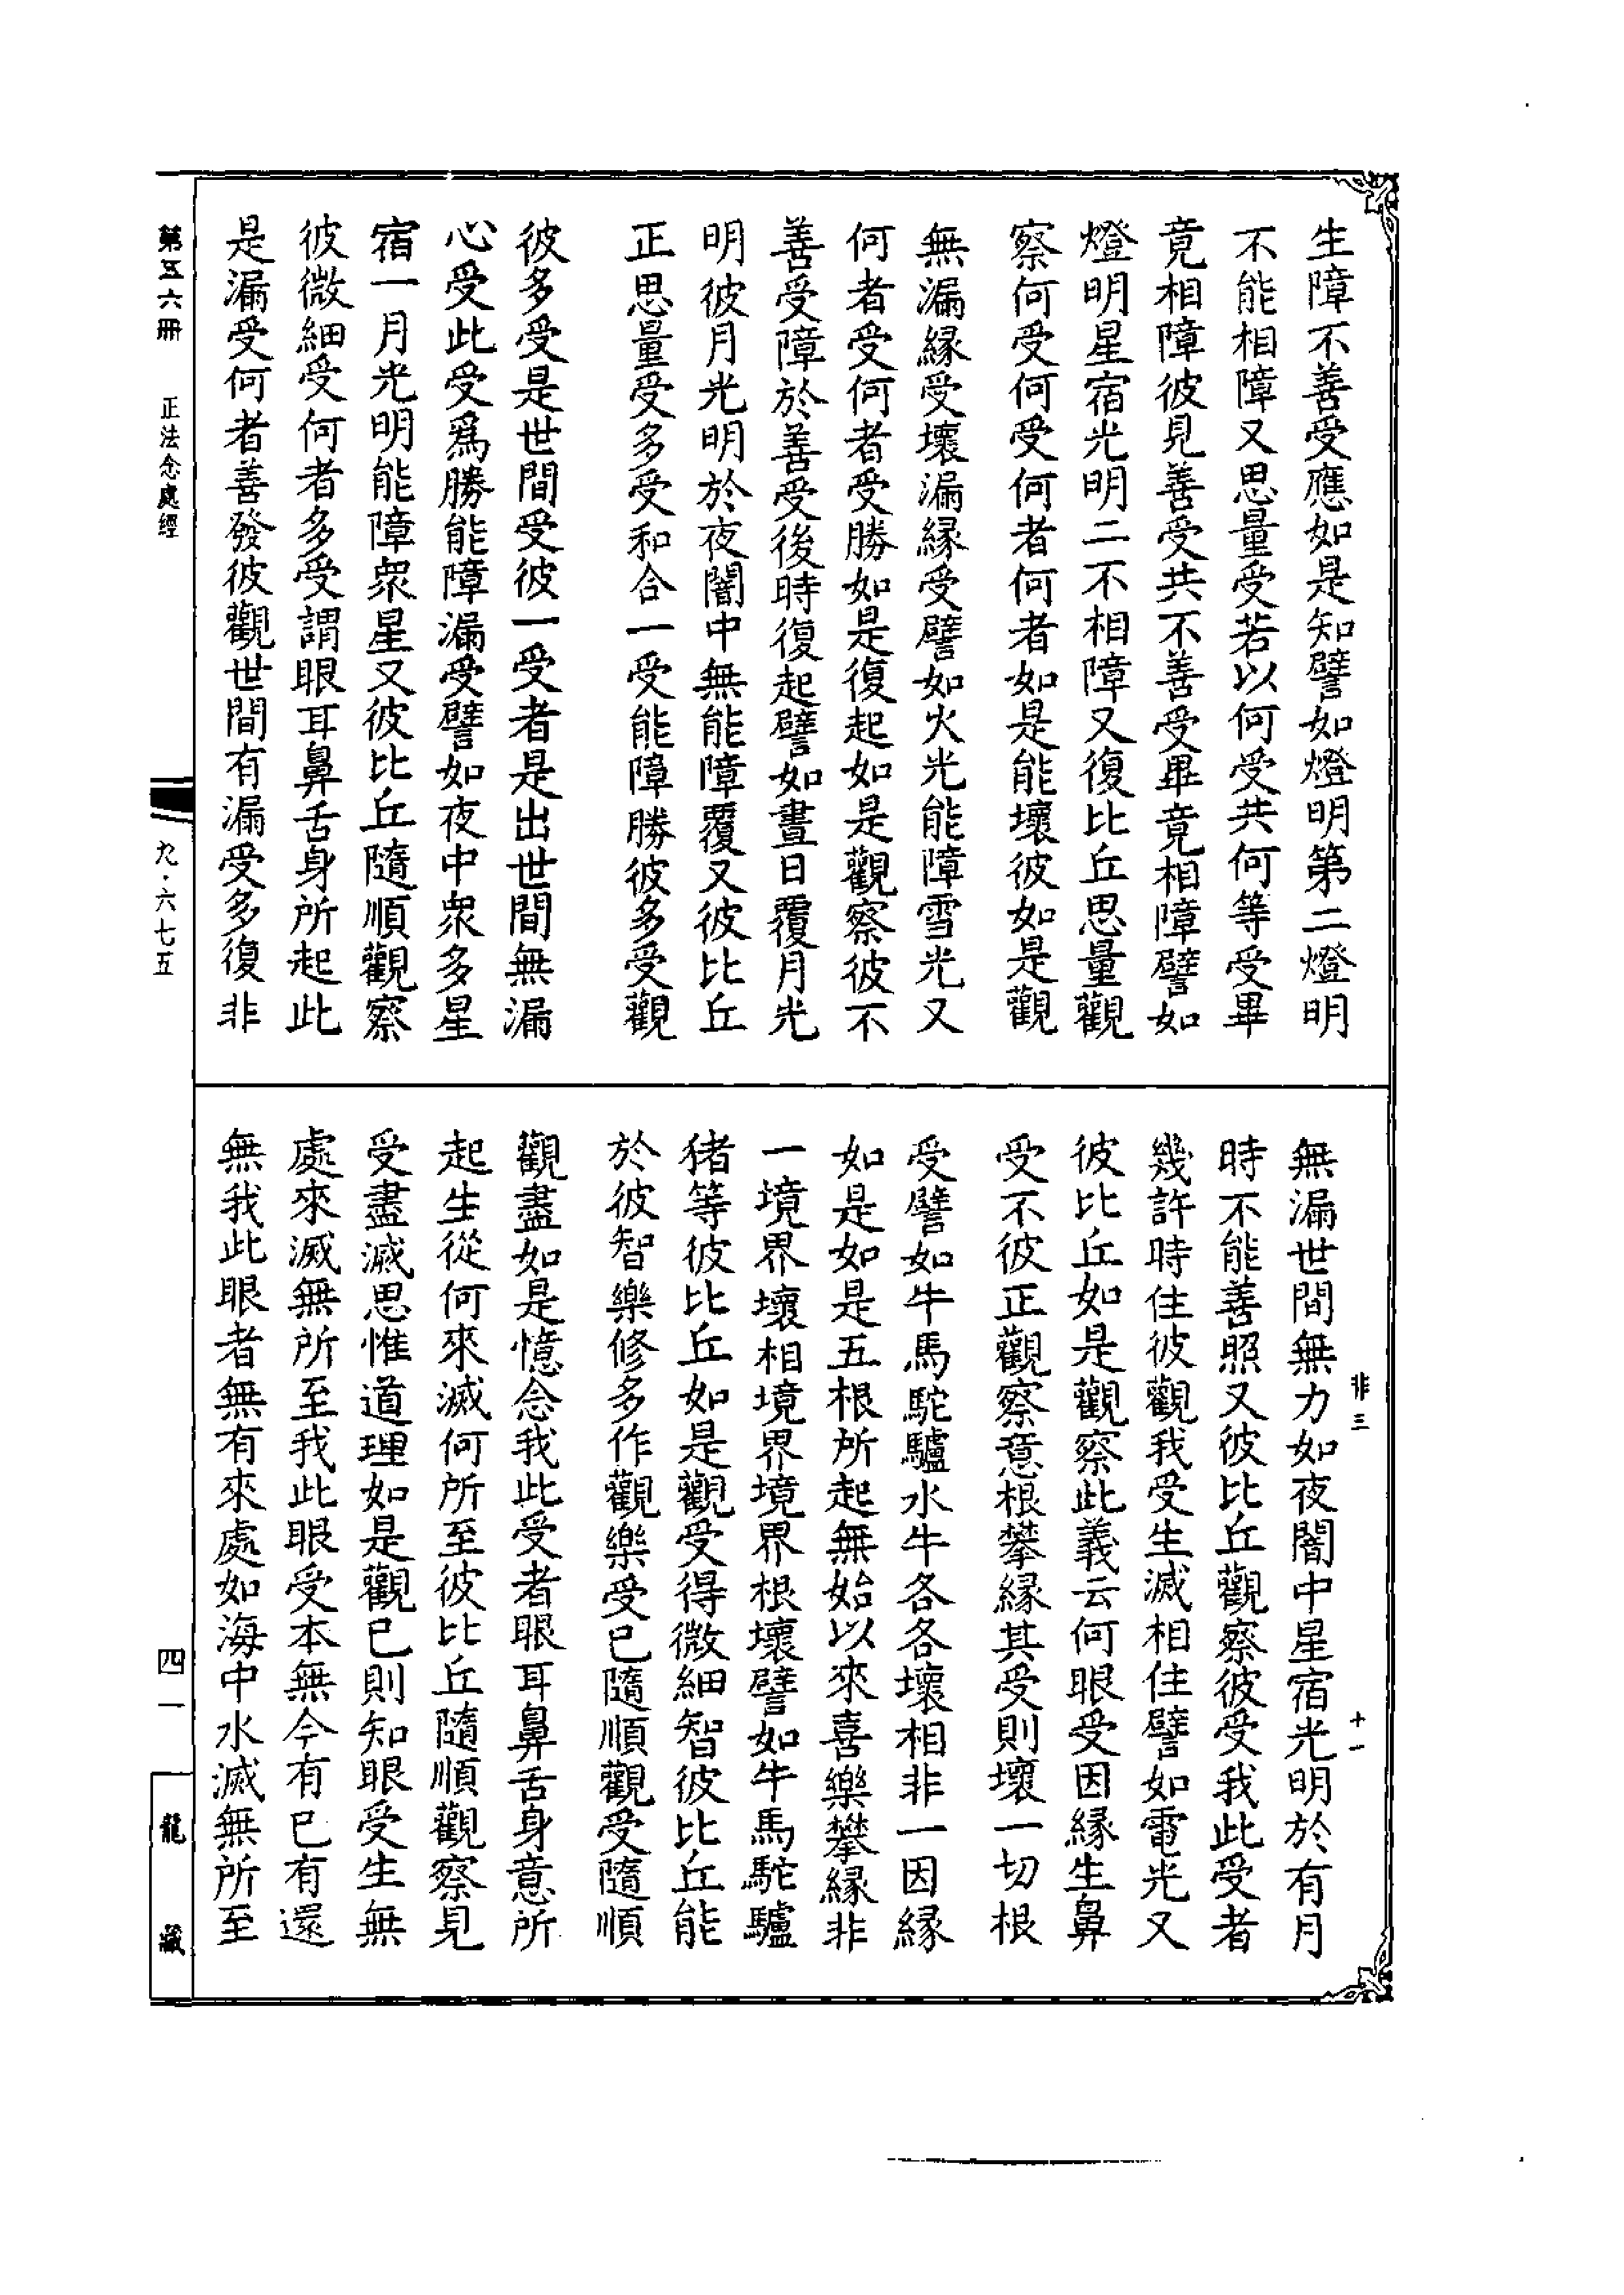 生障不善受應如是知譬如燈明第二燈明
不能相障又思量受若以何受共何等受畢
竟相障彼見善受共不善受畢竟相障譬如
燈明星宿光明二不相障又復比丘思量觀
察何受何受何者何者如是能壞彼如是觀
無漏緣受壞漏緣受譬如火光能障雪光又
何者受何者受勝如是復起如是觀察彼不
善受障於善受後時復起譬如晝日覆月光
明彼月光明於夜闇中無能障覆又彼比丘
正思量受多受和合一受能障勝彼多受觀
彼多受是世間受彼一受者是出世間無漏
心受此受爲勝能障漏受譬如夜中衆多星
宿一月光明能障衆星又彼比丘隨順觀察
彼微細受何者多受謂眼耳鼻舌身所起此
是漏受何者善發彼觀世間有漏受多復非
無漏世間無力如夜闇中星宿光明於有月
時不能善照又彼比丘觀察彼受我此受者
幾許時住彼觀我受生滅相住譬如電光又
彼比丘如是觀察此義云何眼受因緣生鼻
受不彼正觀察意根攀緣其受則壞一切根
受譬如牛馬駝驢水牛各各壞相非一因緣
如是如是五根所起無始以來喜樂攀緣非
一境界壞相境界境界根壞譬如牛馬駝驢
猪等彼比丘如是觀受得微細智彼比丘能
於彼智樂修多作觀樂受已隨順觀受隨順
觀盡如是憶念我此受者眼耳鼻舌身意所
起生從何來滅何所至彼比丘隨順觀察見
受盡滅思惟道理如是觀已則知眼受生無
處來滅無所至我此眼受本無今有已有還
無我此眼者無有來處如海中水滅無所至
非三
十一
第五六冊 正法念處經
九·六七五
四一
龍藏